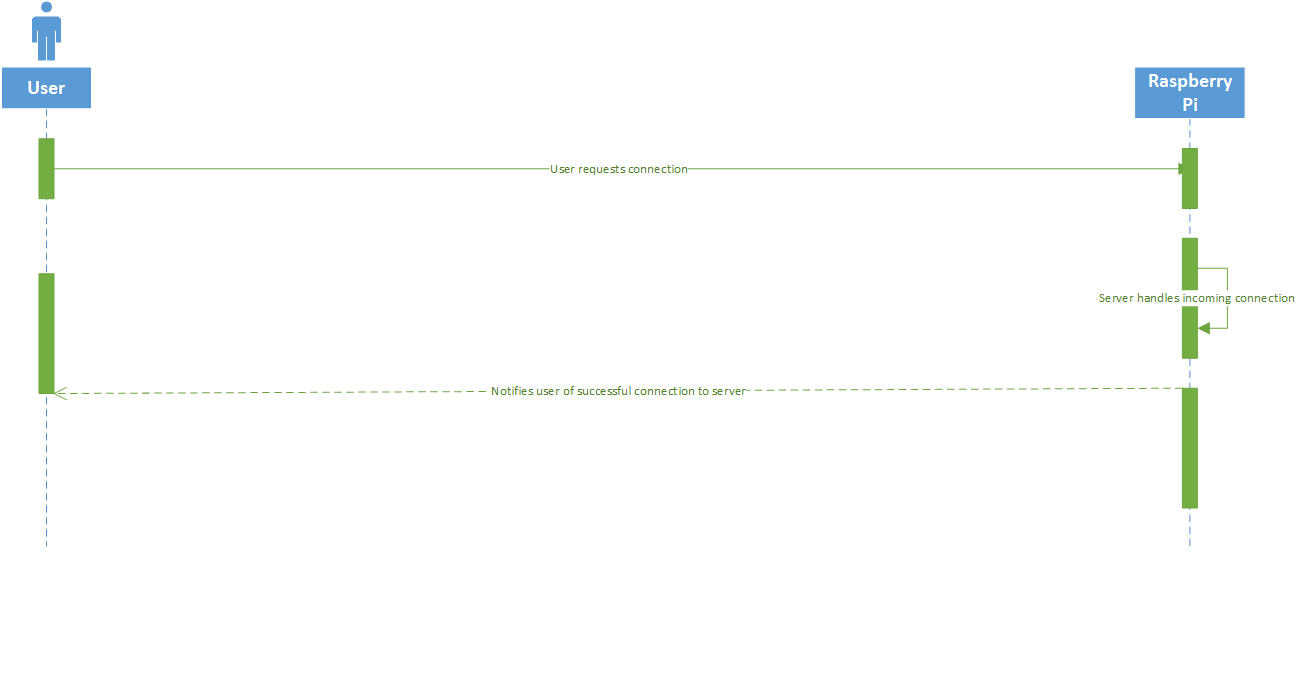 User
Raspberry
Pi
User requests connection
Server handles incoming connection
Notifies user of successful connection to server